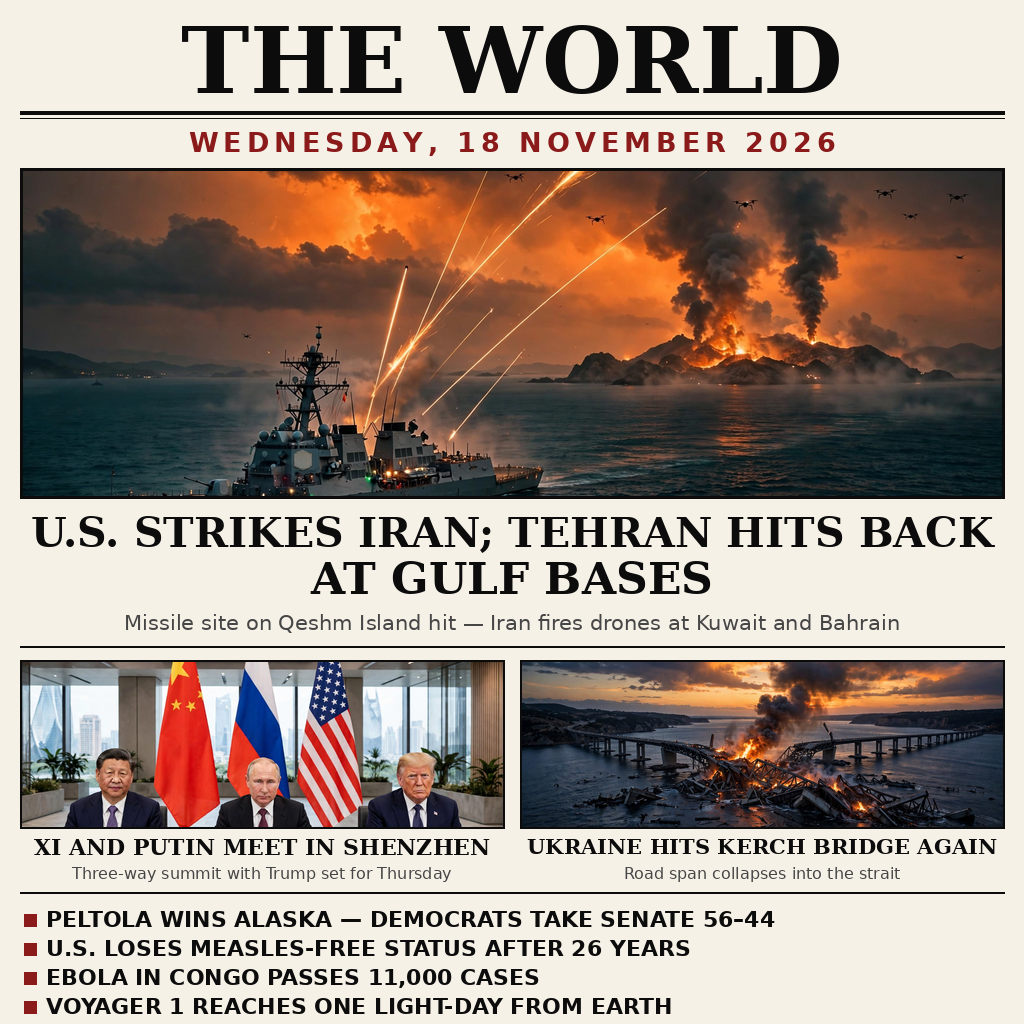 THE WORLD
WEDNESDAY, 18 NOVEMBER 2026
U.S. STRIKES IRAN; TEHRAN HITS BACK
AT GULF BASES
Missile site on Qeshm Island hit — Iran fires drones at Kuwait and Bahrain
XI AND PUTIN MEET IN SHENZHEN
Three-way summit with Trump set for Thursday
UKRAINE HITS KERCH BRIDGE AGAIN
Road span collapses into the strait
PELTOLA WINS ALASKA — DEMOCRATS TAKE SENATE 56–44
U.S. LOSES MEASLES-FREE STATUS AFTER 26 YEARS
EBOLA IN CONGO PASSES 11,000 CASES
VOYAGER 1 REACHES ONE LIGHT-DAY FROM EARTH